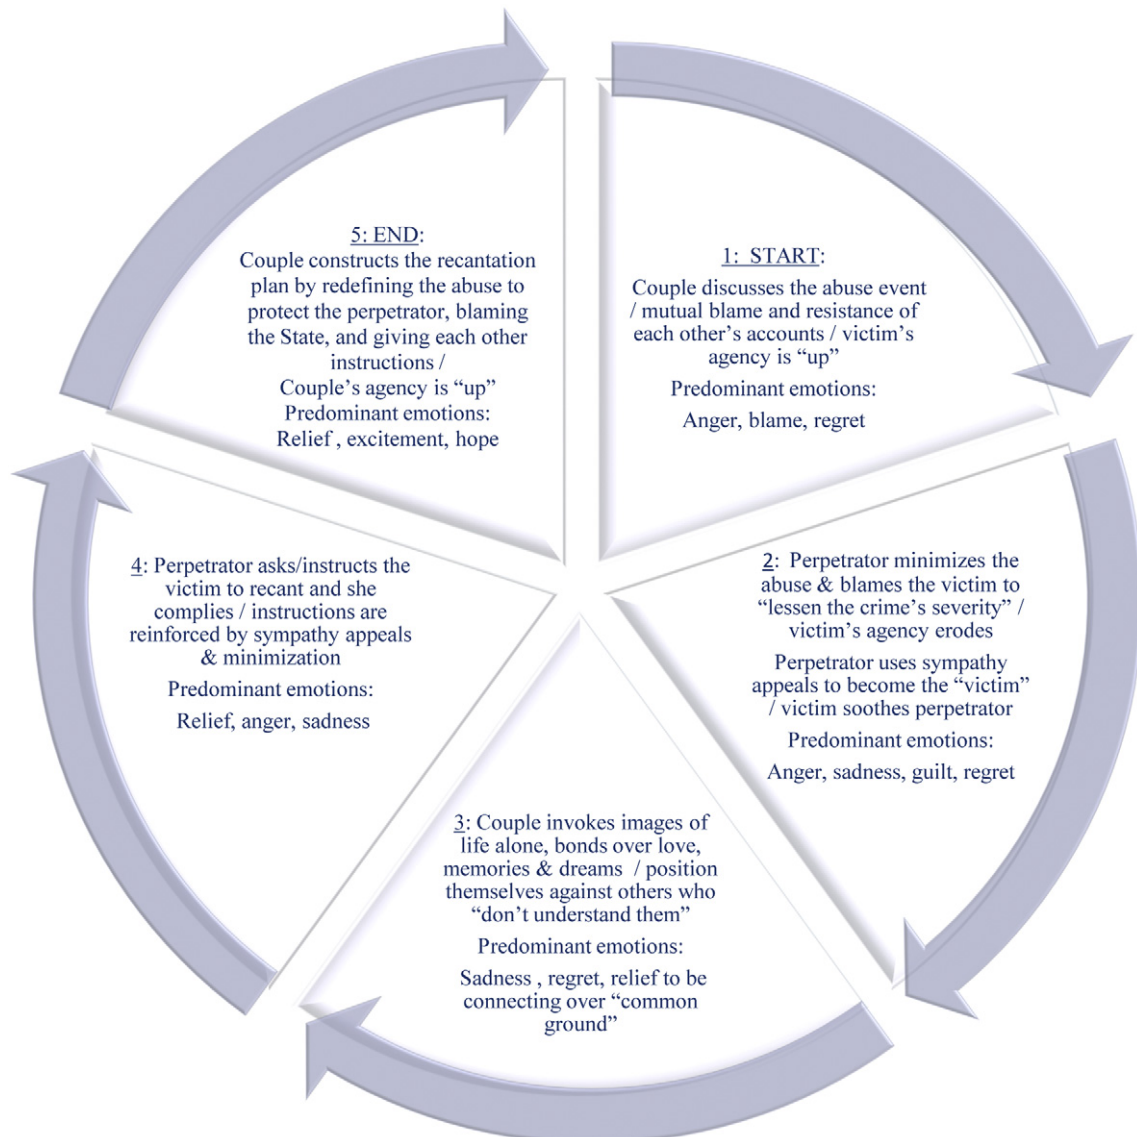 1: START:
Couple discusses the abuse event
/ mutual blame and resistance of
each other’s accounts / victim’s
agency is “up”
Predominant emotions:
Anger, blame, regret
2: Perpetrator minimizes the
abuse & blames the victim to
“lessen the crime’s severity” /
victim’s agency erodes
Perpetrator uses sympathy
appeals to become the “victim”
/ victim soothes perpetrator
Predominant emotions:
Anger, sadness, guilt, regret
3: Couple invokes images of
life alone, bonds over love,
memories & dreams / position
themselves against others who
“don’t understand them”
Predominant emotions:
Sadness , regret, relief to be
connecting over “common
ground”
4: Perpetrator asks/instructs the
victim to recant and she
complies / instructions are
reinforced by sympathy appeals
& minimization
Predominant emotions:
Relief, anger, sadness
5: END:
Couple constructs the recantation
plan by redefining the abuse to
protect the perpetrator, blaming
the State, and giving each other
instructions /
Couple’s agency is “up”
Predominant emotions:
Relief , excitement, hope